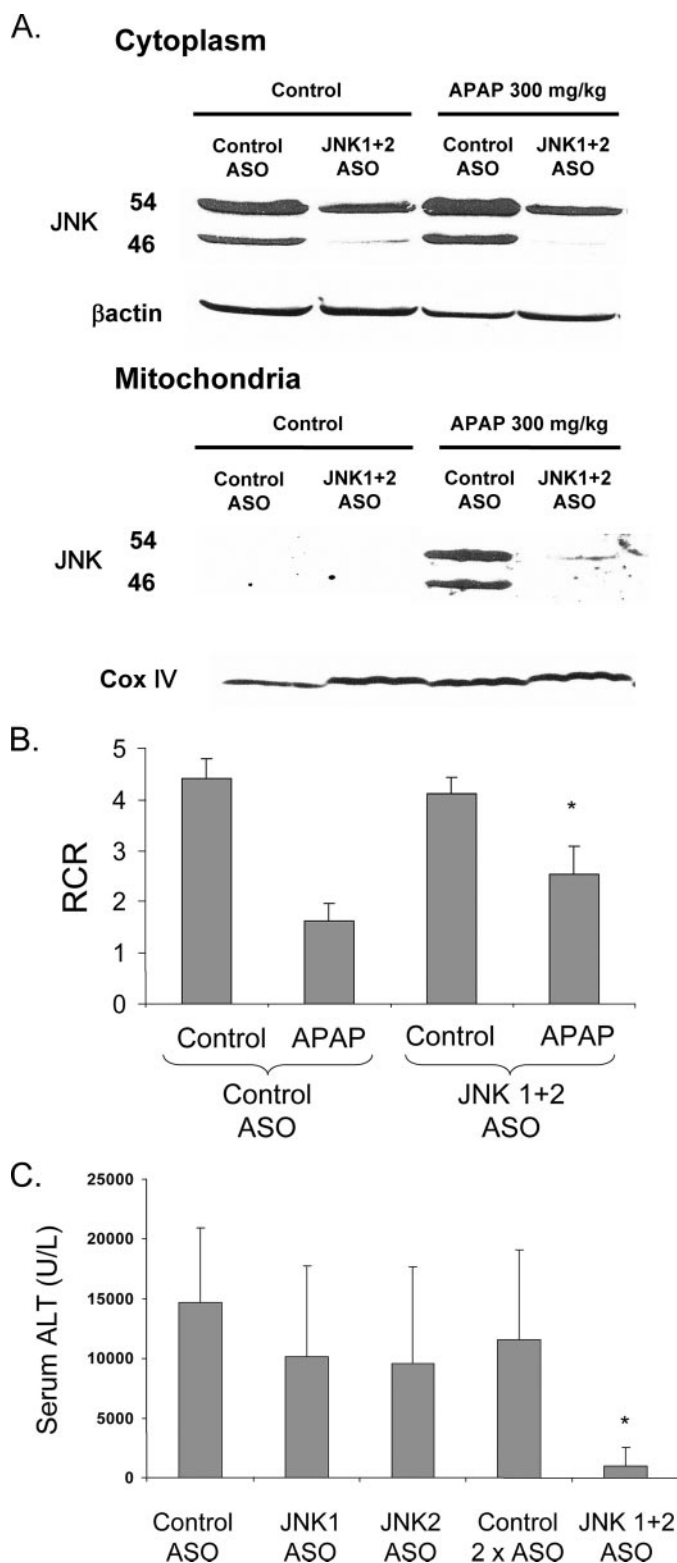 A.
Cytoplasm
Control APAP 300 mg/kg
Control JNK1+2 Control JNK1+2
ASO ASO ASO ASO
54
JNK
46
βactin
Mitochondria
Control APAP 300 mg/kg
Control JNK1+2 Control JNK1+2
ASO ASO ASO ASO
54
JNK
46
Cox IV
B.
5
4
3
2
1
0
RCR
*
Control APAP Control APAP
Control JNK 1+2
ASO ASO
C.
25000
20000
15000
10000
5000
0
Serum ALT (U/L)
*
Control JNK1 JNK2 Control JNK 1+2
ASO ASO ASO 2 x ASO ASO